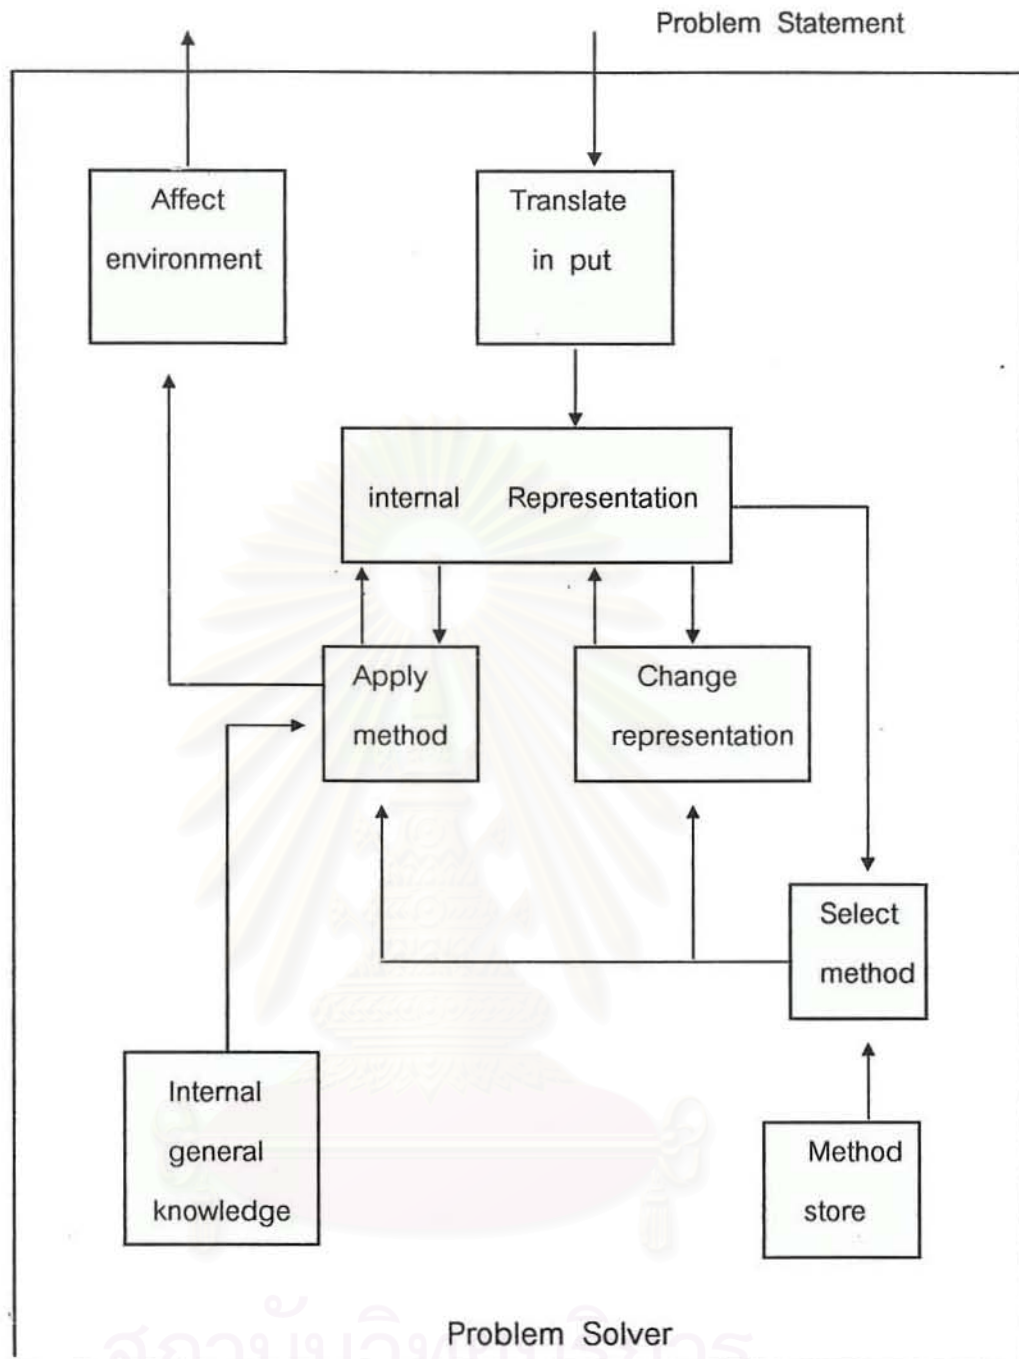 Problem Statement
Affect
environment
Translate
in put
internal Representation
Apply
method
Change
representation
Select
method
Internal
general
knowledge
Method
store
Problem Solver